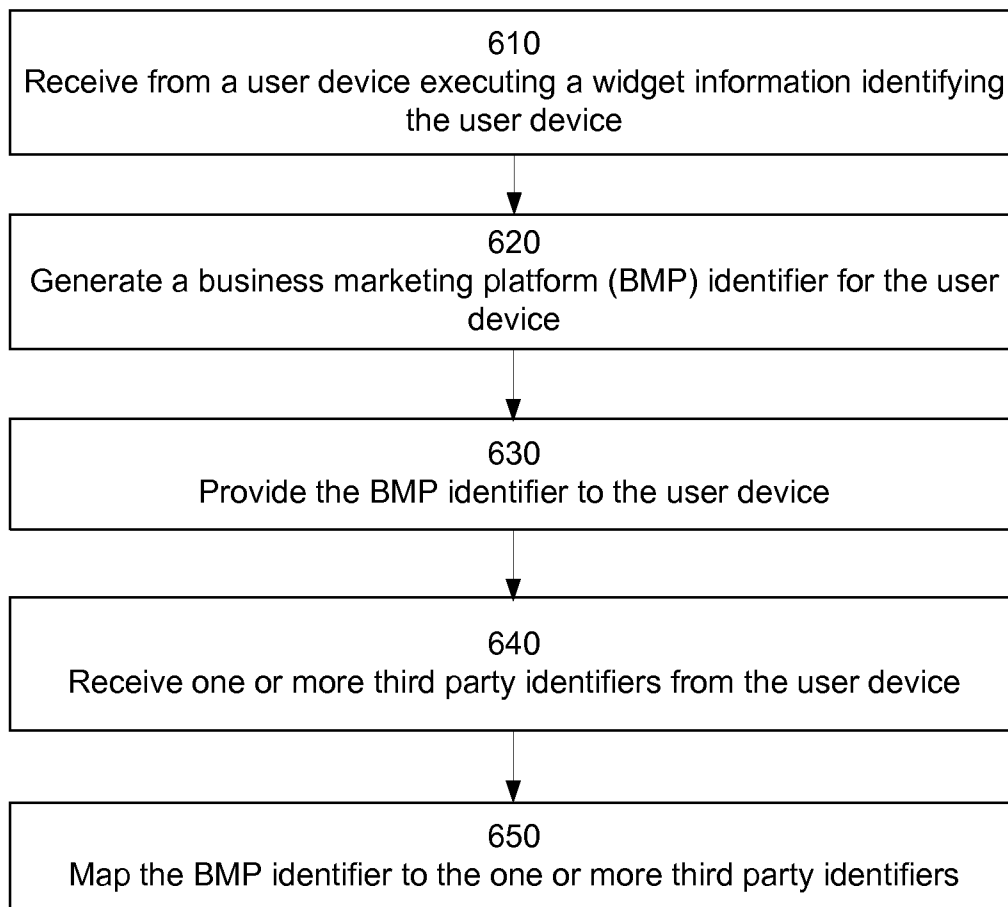 610
Receive from a user device executing a widget information identifying
the user device
620
Generate a business marketing platform (BMP) identifier for the user
device
630
Provide the BMP identifier to the user device
640
Receive one or more third party identifiers from the user device
650
Map the BMP identifier to the one or more third party identifiers